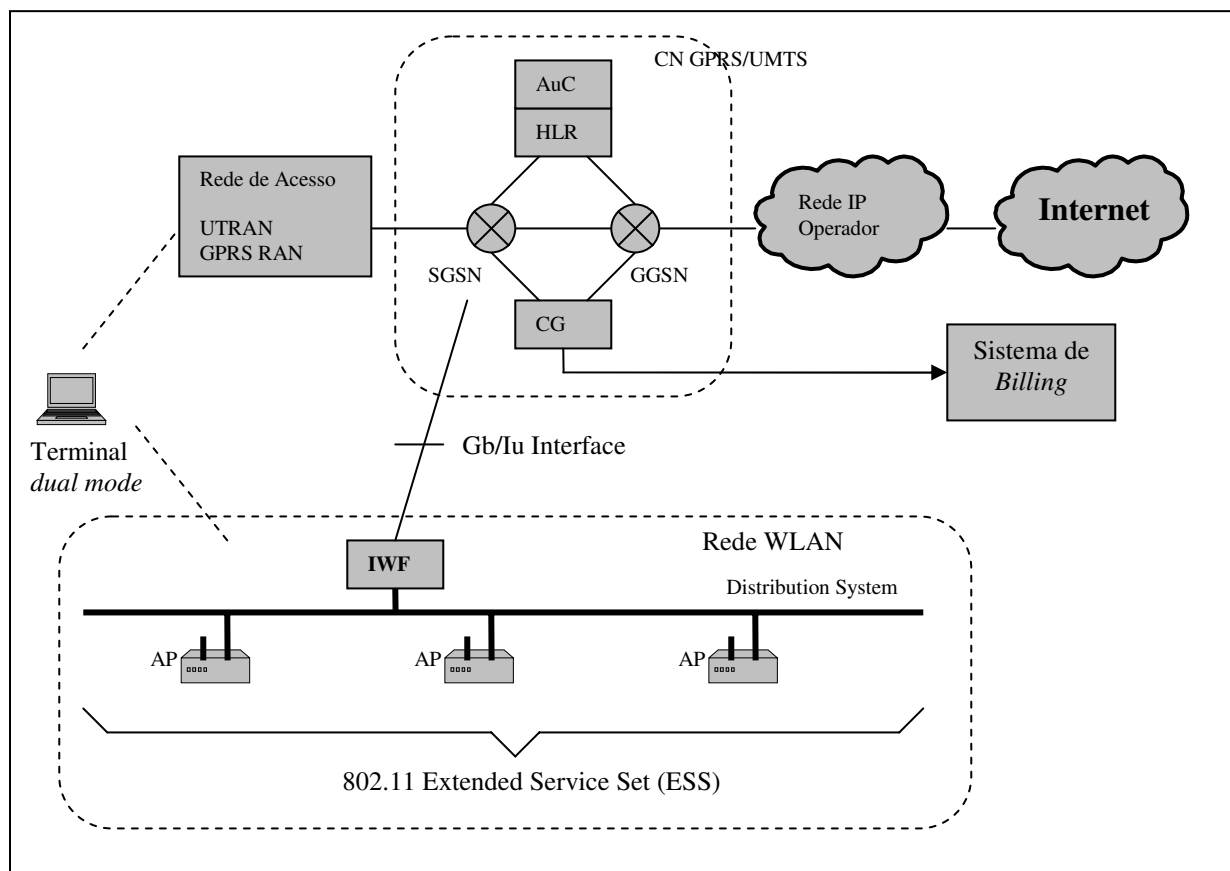 CN GPRS/UMTS
AuC
HLR
Rede de Acesso
UTRAN
GPRS RAN
SGSN
GGSN
CG
Rede IP
Operador
Internet
Sistema de
Billing
Terminal
dual mode
Gb/Iu Interface
Rede WLAN
IWF
Distribution System
AP
AP
AP
802.11 Extended Service Set (ESS)